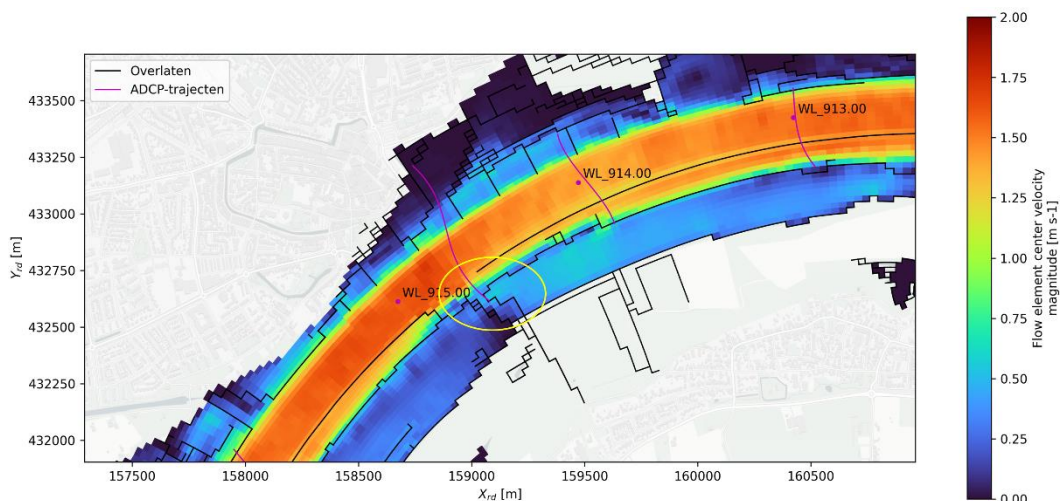 Overlaten
ADCP-trajecten
WL_913.00
WL_914.00
WL_915.00
433500
433250
433000
432750
432500
432250
432000
Y_rd [m]
157500
158000
158500
159000
159500
160000
160500
X_rd [m]
2.00
1.75
1.50
1.25
1.00
0.75
0.50
0.25
0.00
Flow element center velocity
magnitude [m s-1]